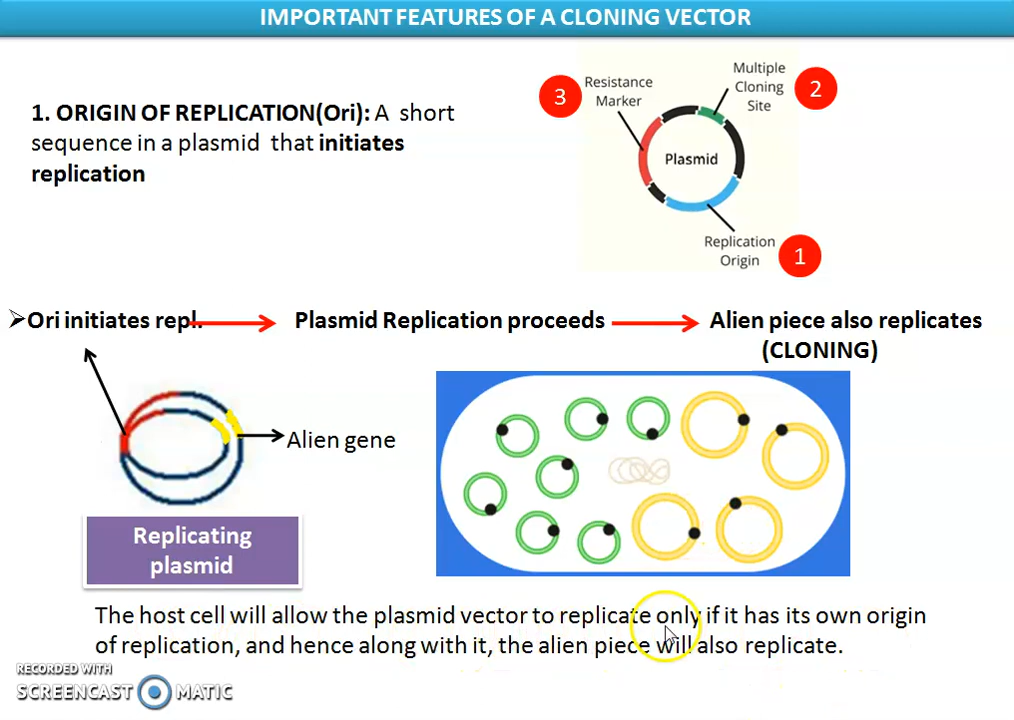 IMPORTANT FEATURES OF A CLONING VECTOR
1. ORIGIN OF REPLICATION(Ori): A short
sequence in a plasmid that initiates
replication
3
Resistance
Marker
Multiple
Cloning
Site
2
Plasmid
Replication
Origin
1
Ori initiates repl.
Plasmid Replication proceeds
Alien piece also replicates
(CLONING)
Alien gene
Replicating
plasmid
The host cell will allow the plasmid vector to replicate only if it has its own origin
of replication, and hence along with it, the alien piece will also replicate.
RECORDED WITH
SCREENCAST MATIC